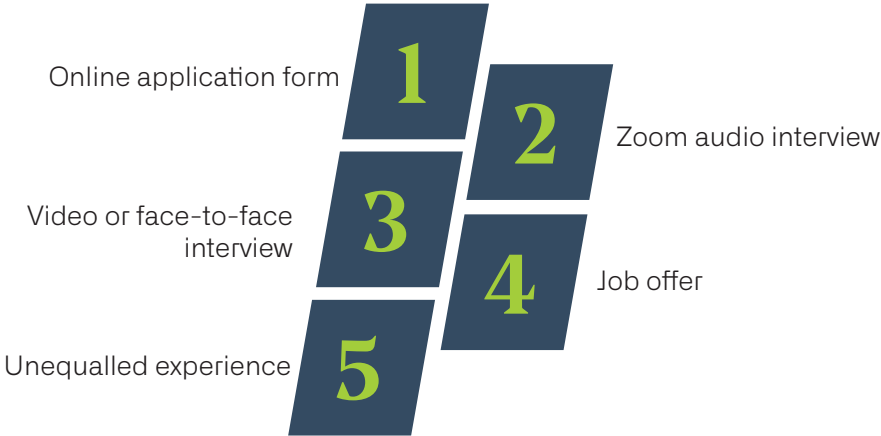 1
Online application form
2
Zoom audio interview
3
Video or face-to-face
interview
4
Job offer
5
Unequalled experience